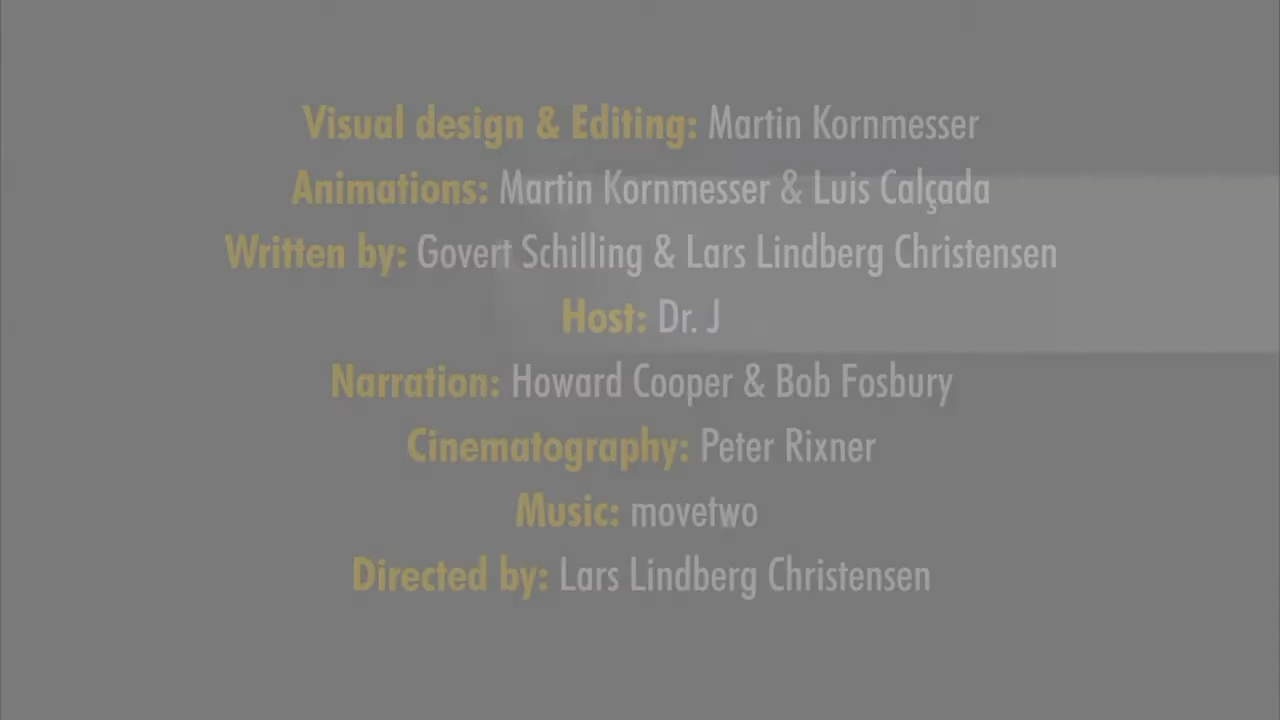 Visual design & Editing: Martin Kornmesser
Animations: Martin Kornmesser & Luis Calçada
Written by: Govert Schilling & Lars Lindberg Christensen
Host: Dr. J
Narration: Howard Cooper & Bob Fosbury
Cinematography: Peter Rixner
Music: movetwo
Directed by: Lars Lindberg Christensen